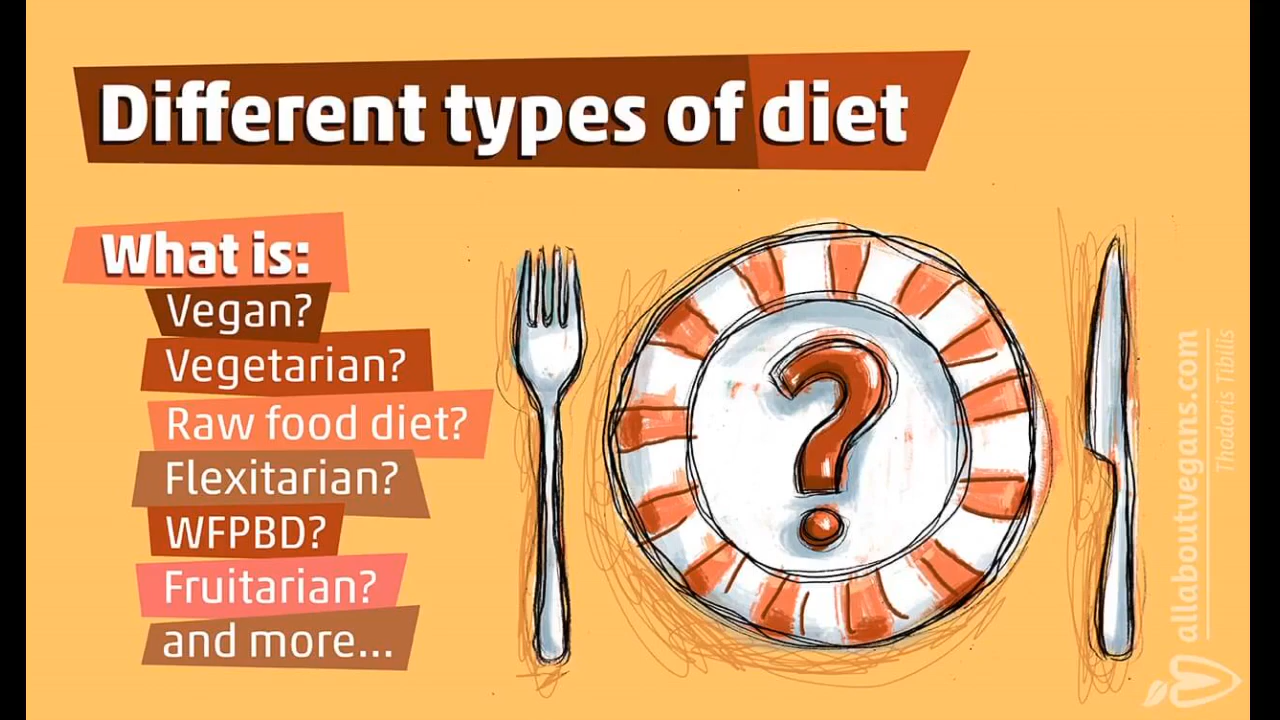 Different types of diet
What is:
Vegan?
Vegetarian?
Raw food diet?
Flexitarian?
WFPBD?
Fruitarian?
and more...
allaboutvegans.com
Thodoris Tibilis